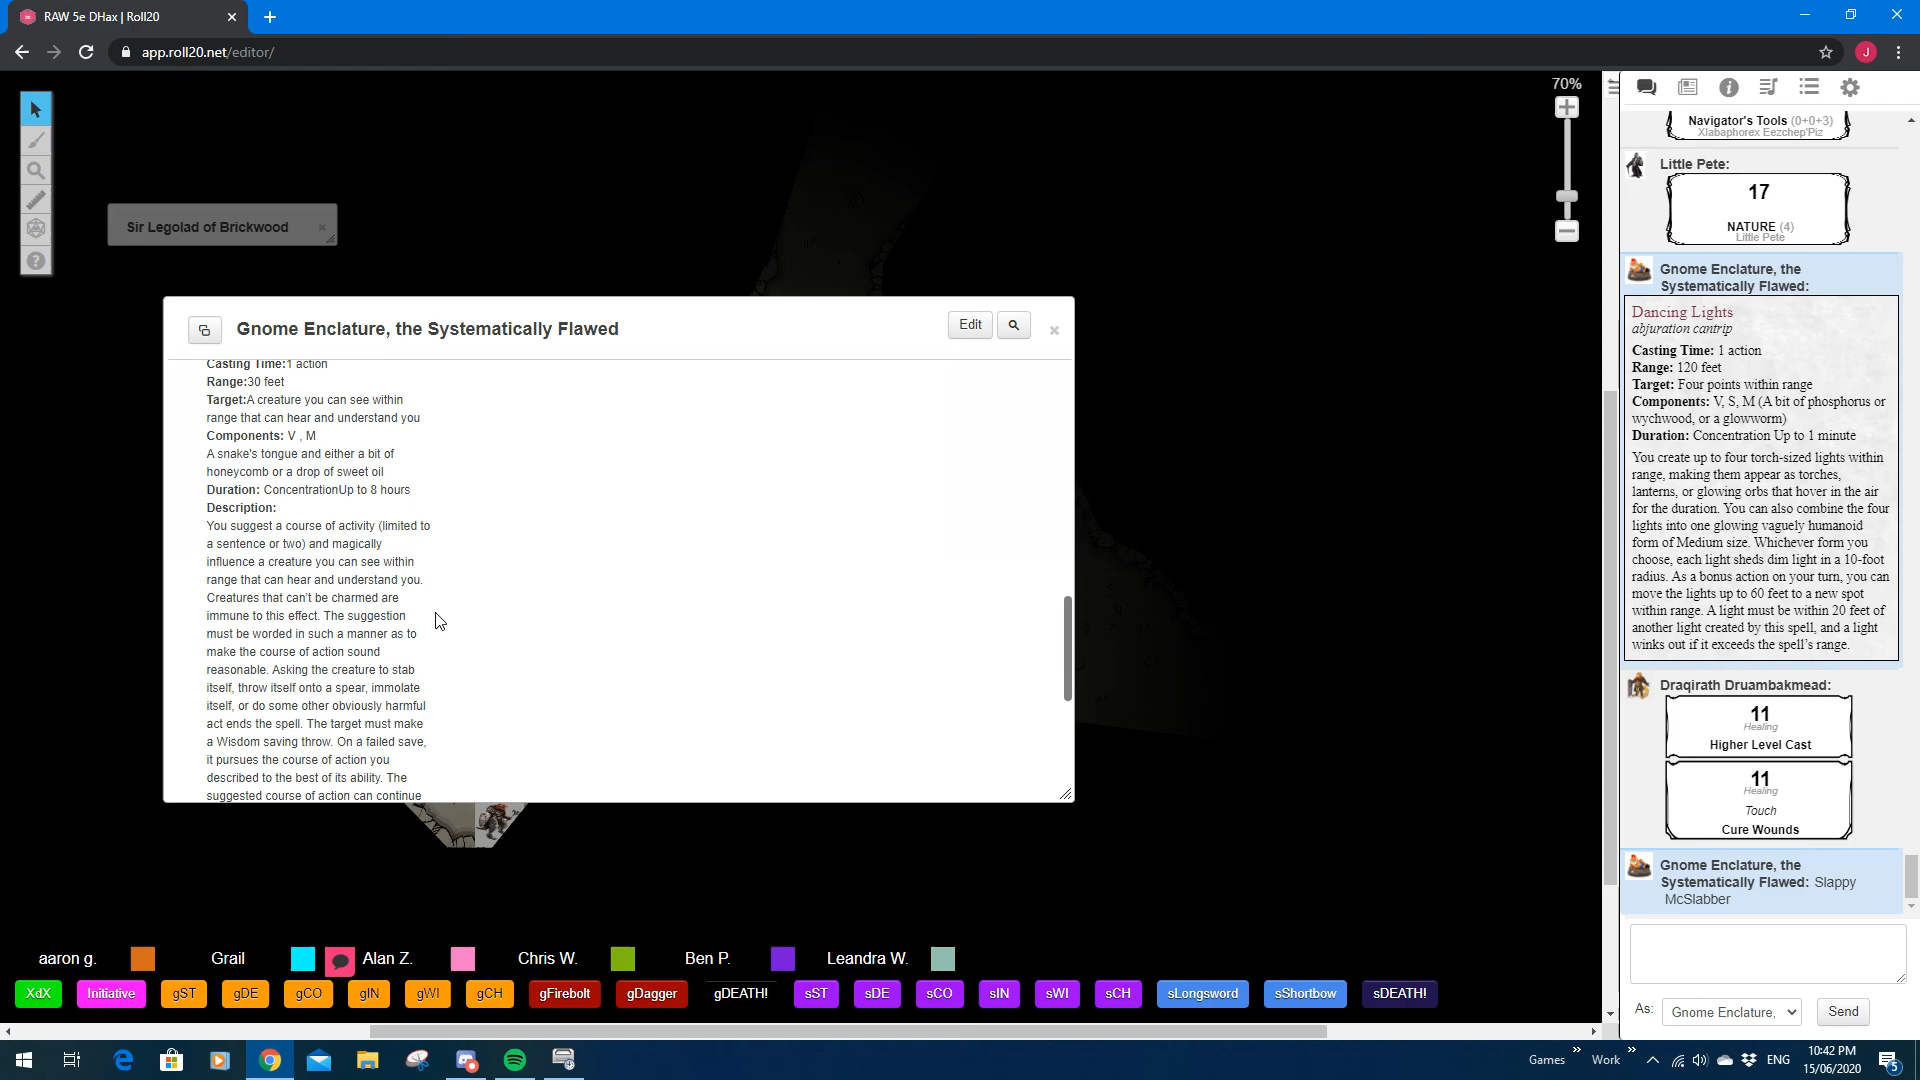 RAW 5e DHax | Roll20
app.roll20.net/editor/
J
70%
Sir Legolad of Brickwood
Gnome Enclature, the Systematically Flawed
Edit
Casting Time:1 action
Range:30 feet
Target:A creature you can see within
range that can hear and understand you
Components: V , M
A snake's tongue and either a bit of
honeycomb or a drop of sweet oil
Duration: ConcentrationUp to 8 hours
Description:
You suggest a course of activity (limited to
a sentence or two) and magically
influence a creature you can see within
range that can hear and understand you.
Creatures that can't be charmed are
immune to this effect. The suggestion
must be worded in such a manner as to
make the course of action sound
reasonable. Asking the creature to stab
itself, throw itself onto a spear, immolate
itself, or do some other obviously harmful
act ends the spell. The target must make
a Wisdom saving throw. On a failed save,
it pursues the course of action you
described to the best of its ability. The
suggested course of action can continue
Navigator's Tools (0+0+3)
Xlabaphorex Eezchep'Piz
Little Pete:
17
NATURE (4)
Little Pete
Gnome Enclature, the
Systematically Flawed:
Dancing Lights
abjuration cantrip
Casting Time: 1 action
Range: 120 feet
Target: Four points within range
Components: V, S, M (A bit of phosphorus or
wychwood, or a glowworm)
Duration: Concentration Up to 1 minute
You create up to four torch-sized lights within
range, making them appear as torches,
lanterns, or glowing orbs that hover in the air
for the duration. You can also combine the four
lights into one glowing vaguely humanoid
form of Medium size. Whichever form you
choose, each light sheds dim light in a 10-foot
radius. As a bonus action on your turn, you can
move the lights up to 60 feet to a new spot
within range. A light must be within 20 feet of
another light created by this spell, and a light
winks out if it exceeds the spell's range.
Draqirath Druambakmead:
11
Healing
Higher Level Cast
11
Healing
Touch
Cure Wounds
Gnome Enclature, the
Systematically Flawed: Slappy
McSlabber
As: Gnome Enclature, Send
aaron g. Grail Alan Z. Chris W. Ben P. Leandra W.
XdX Initiative gST gDE gCO gIN gWI gCH gFirebolt gDagger gDEATH! sST sDE sCO sIN sWI sCH sLongsword sShortbow sDEATH!
Games » Work » ENG 10:42 PM
15/06/2020
5